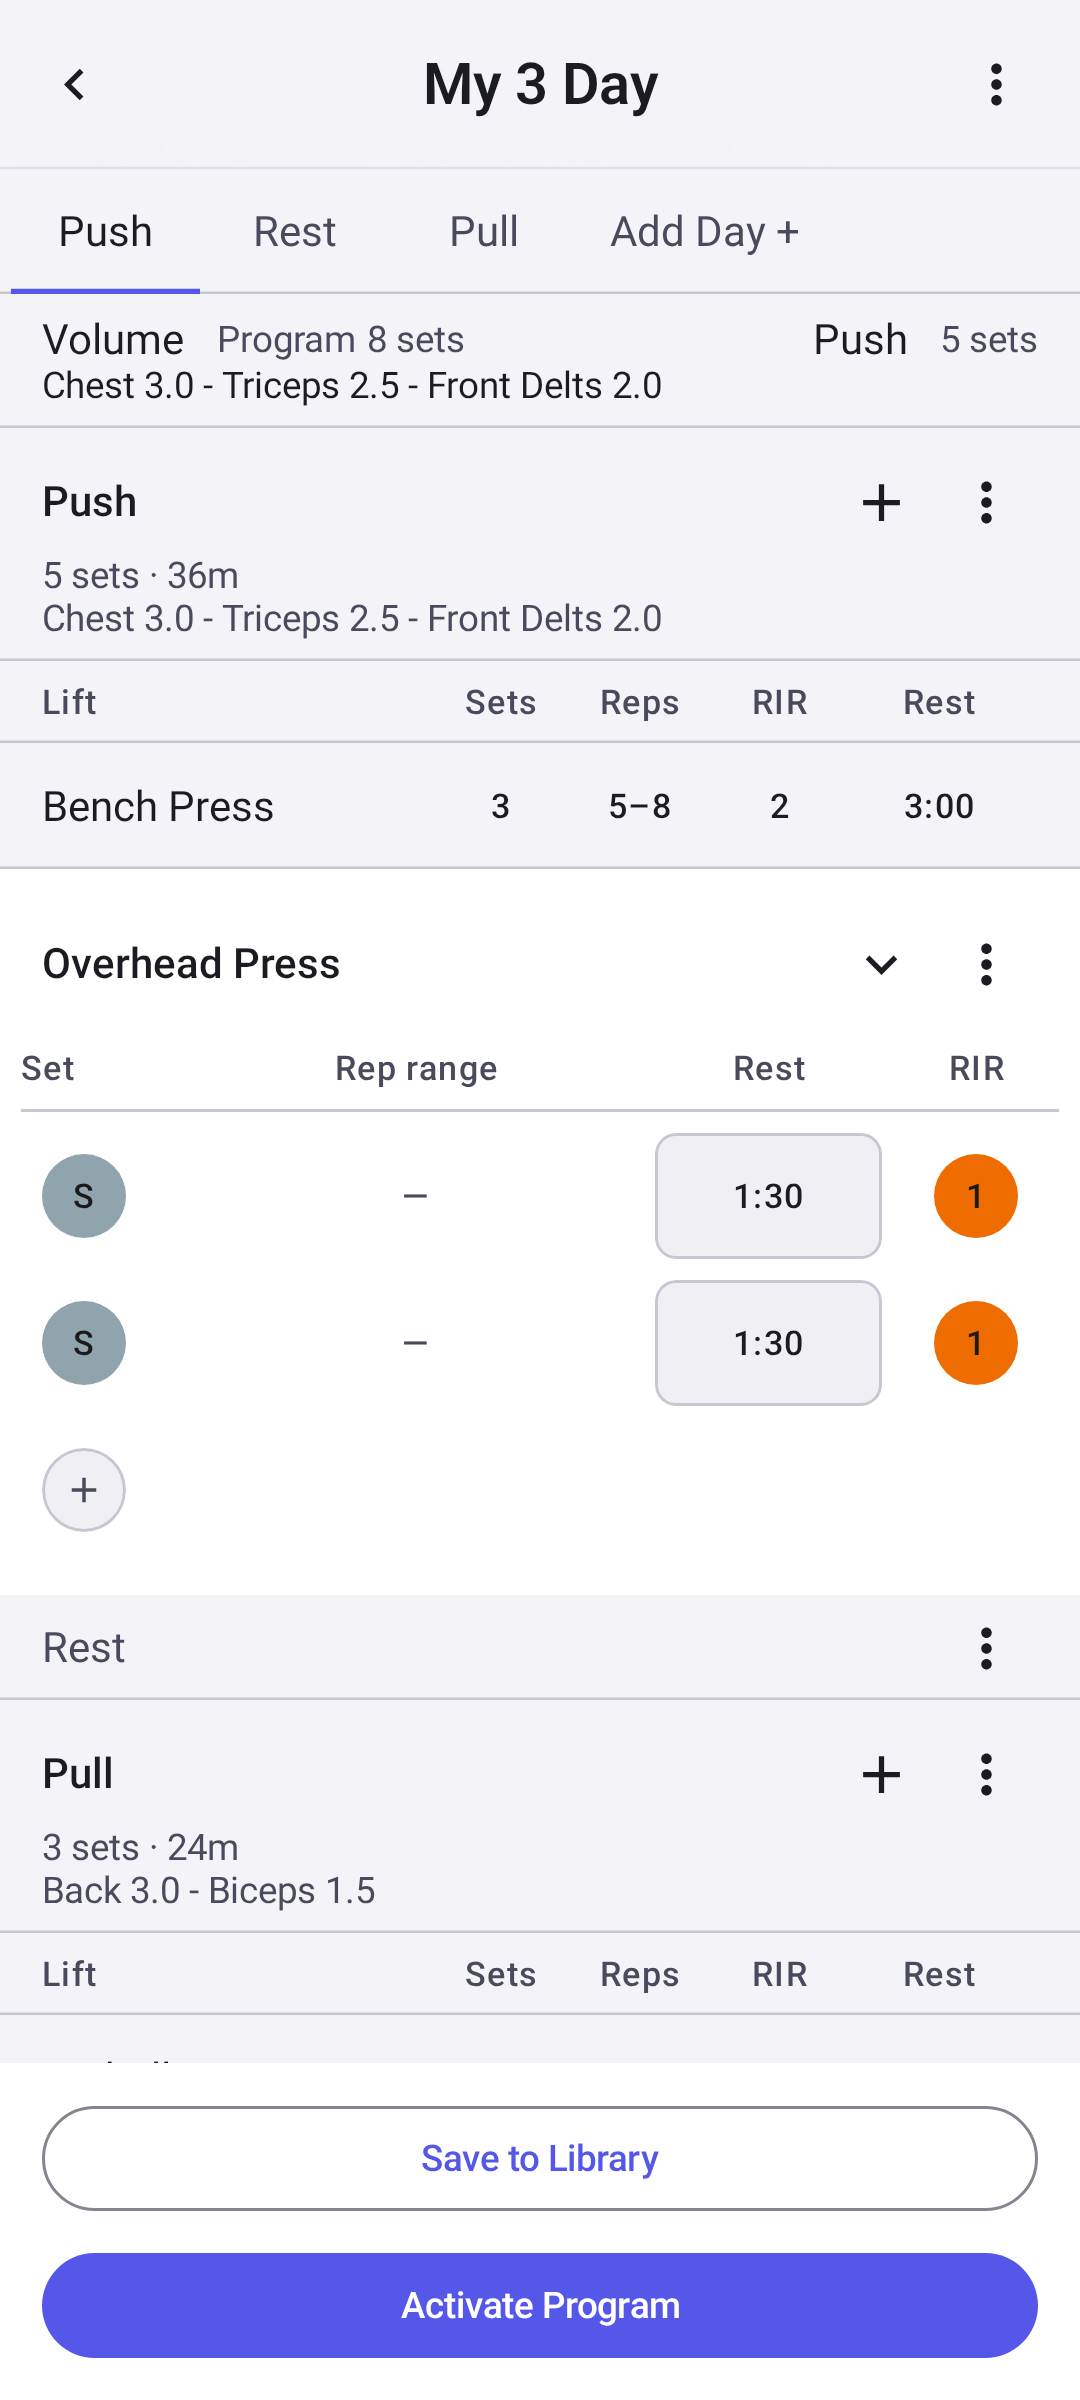 My 3 Day
Push Rest Pull Add Day +
Volume Program 8 sets Push 5 sets
Chest 3.0 - Triceps 2.5 - Front Delts 2.0
Push
5 sets · 36m
Chest 3.0 - Triceps 2.5 - Front Delts 2.0
Lift Sets Reps RIR Rest
Bench Press 3 5–8 2 3:00
Overhead Press
Set Rep range Rest RIR
S – 1:30 1
S – 1:30 1
+
Rest
Pull
3 sets · 24m
Back 3.0 - Biceps 1.5
Lift Sets Reps RIR Rest
Save to Library
Activate Program